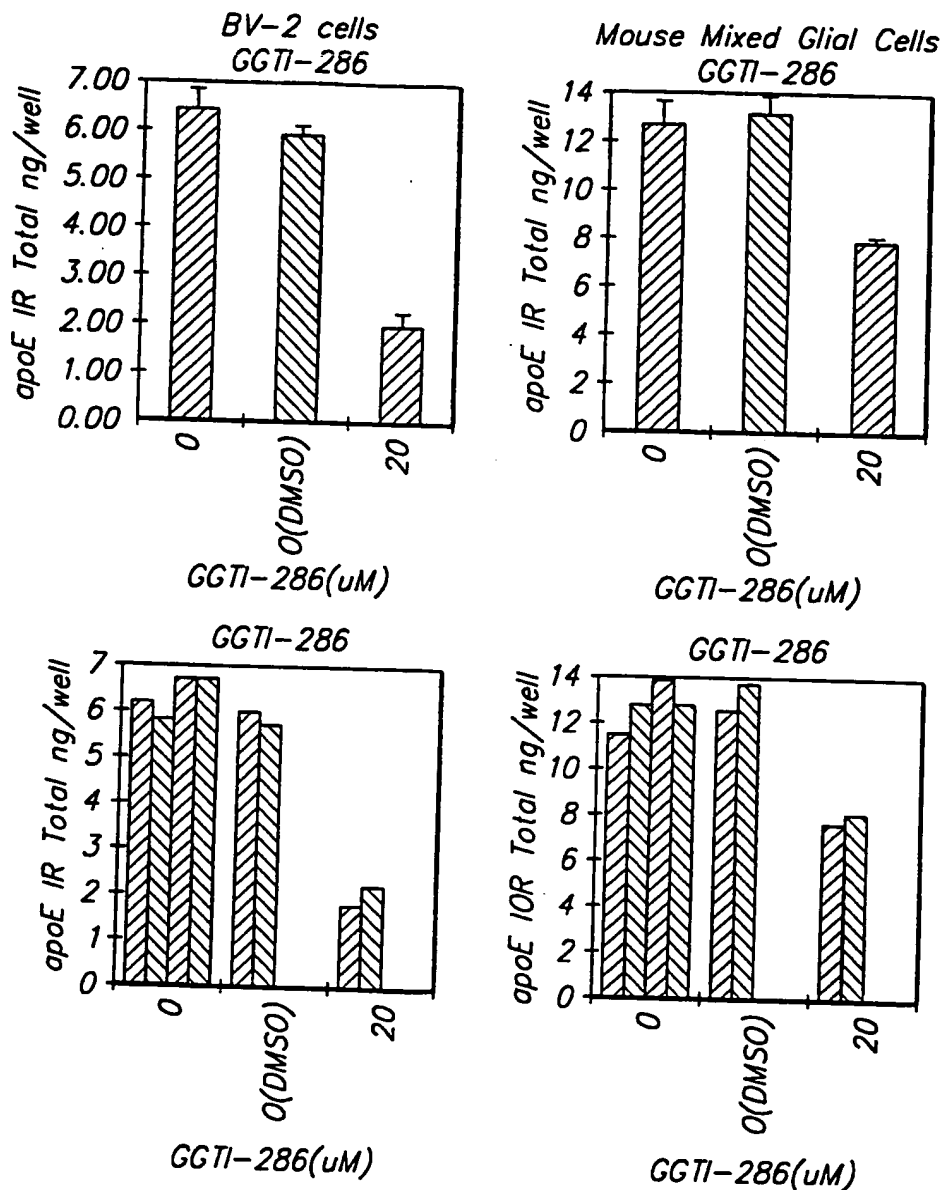 BV-2 cells
GGTI-286
apoE IR Total ng/well
7.00
6.00
5.00
4.00
3.00
2.00
1.00
0.00
0
O(DMSO)
20
GGTI-286(uM)
Mouse Mixed Glial Cells
GGTI-286
apoE IR Total ng/well
14
12
10
8
6
4
2
0
0
O(DMSO)
20
GGTI-286(uM)
GGTI-286
apoE IR Total ng/well
7
6
5
4
3
2
1
0
0
O(DMSO)
20
GGTI-286(uM)
GGTI-286
apoE IOR Total ng/well
14
12
10
8
6
4
2
0
0
O(DMSO)
20
GGTI-286(uM)